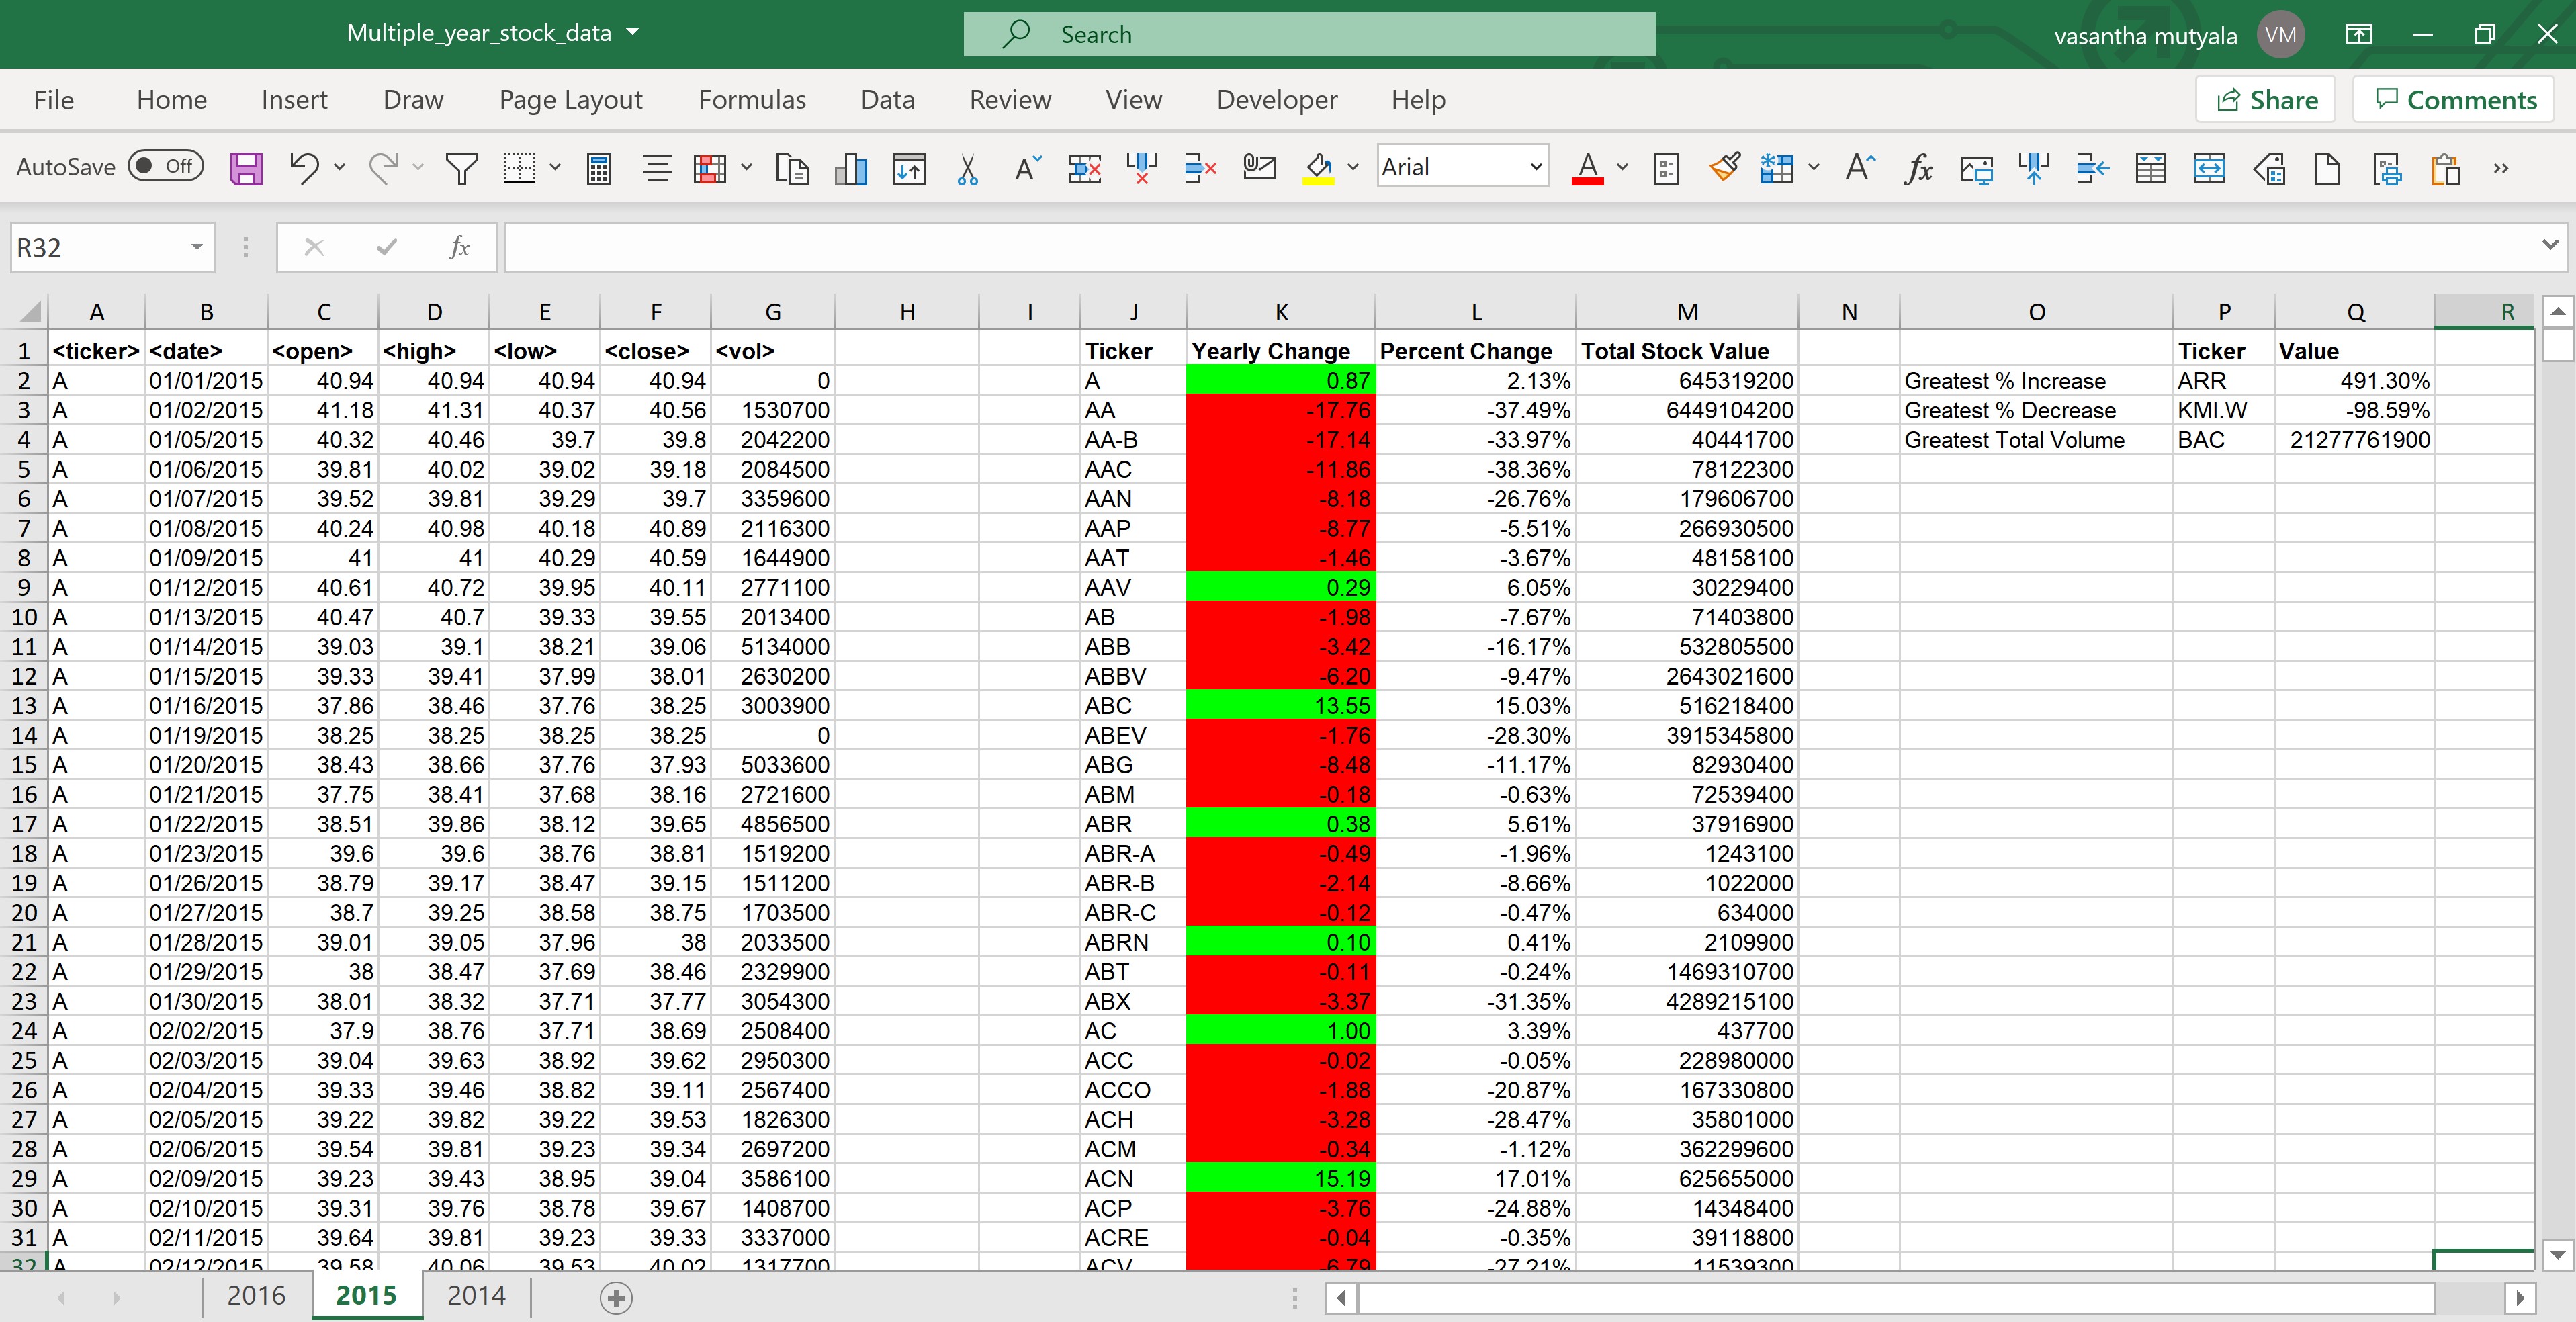 Multiple_year_stock_data
Search
vasantha mutyala VM
File Home Insert Draw Page Layout Formulas Data Review View Developer Help Share Comments
AutoSave Off Arial
R32 fx
A B C D E F G H I J K L M N O P Q R
1 <ticker> <date> <open> <high> <low> <close> <vol> Ticker Yearly Change Percent Change Total Stock Value Ticker Value
2 A 01/01/2015 40.94 40.94 40.94 40.94 0 A 0.87 2.13% 645319200 Greatest % Increase ARR 491.30%
3 A 01/02/2015 41.18 41.31 40.37 40.56 1530700 AA -17.76 -37.49% 6449104200 Greatest % Decrease KMI.W -98.59%
4 A 01/05/2015 40.32 40.46 39.7 39.8 2042200 AA-B -17.14 -33.97% 40441700 Greatest Total Volume BAC 21277761900
5 A 01/06/2015 39.81 40.02 39.02 39.18 2084500 AAC -11.86 -38.36% 78122300
6 A 01/07/2015 39.52 39.81 39.29 39.7 3359600 AAN -8.18 -26.76% 179606700
7 A 01/08/2015 40.24 40.98 40.18 40.89 2116300 AAP -8.77 -5.51% 266930500
8 A 01/09/2015 41 41 40.29 40.59 1644900 AAT -1.46 -3.67% 48158100
9 A 01/12/2015 40.61 40.72 39.95 40.11 2771100 AAV 0.29 6.05% 30229400
10 A 01/13/2015 40.47 40.7 39.33 39.55 2013400 AB -1.98 -7.67% 71403800
11 A 01/14/2015 39.03 39.1 38.21 39.06 5134000 ABB -3.42 -16.17% 532805500
12 A 01/15/2015 39.33 39.41 37.99 38.01 2630200 ABBV -6.20 -9.47% 2643021600
13 A 01/16/2015 37.86 38.46 37.76 38.25 3003900 ABC 13.55 15.03% 516218400
14 A 01/19/2015 38.25 38.25 38.25 38.25 0 ABEV -1.76 -28.30% 3915345800
15 A 01/20/2015 38.43 38.66 37.76 37.93 5033600 ABG -8.48 -11.17% 82930400
16 A 01/21/2015 37.75 38.41 37.68 38.16 2721600 ABM -0.18 -0.63% 72539400
17 A 01/22/2015 38.51 39.86 38.12 39.65 4856500 ABR 0.38 5.61% 37916900
18 A 01/23/2015 39.6 39.6 38.76 38.81 1519200 ABR-A -0.49 -1.96% 1243100
19 A 01/26/2015 38.79 39.17 38.47 39.15 1511200 ABR-B -2.14 -8.66% 1022000
20 A 01/27/2015 38.7 39.25 38.58 38.75 1703500 ABR-C -0.12 -0.47% 634000
21 A 01/28/2015 39.01 39.05 37.96 38 2033500 ABRN 0.10 0.41% 2109900
22 A 01/29/2015 38 38.47 37.69 38.46 2329900 ABT -0.11 -0.24% 1469310700
23 A 01/30/2015 38.01 38.32 37.71 37.77 3054300 ABX -3.37 -31.35% 4289215100
24 A 02/02/2015 37.9 38.76 37.71 38.69 2508400 AC 1.00 3.39% 437700
25 A 02/03/2015 39.04 39.63 38.92 39.62 2950300 ACC -0.02 -0.05% 228980000
26 A 02/04/2015 39.33 39.46 38.82 39.11 2567400 ACCO -1.88 -20.87% 167330800
27 A 02/05/2015 39.22 39.82 39.22 39.53 1826300 ACH -3.28 -28.47% 35801000
28 A 02/06/2015 39.54 39.81 39.23 39.34 2697200 ACM -0.34 -1.12% 362299600
29 A 02/09/2015 39.23 39.43 38.95 39.04 3586100 ACN 15.19 17.01% 625655000
30 A 02/10/2015 39.31 39.76 38.78 39.67 1408700 ACP -3.76 -24.88% 14348400
31 A 02/11/2015 39.64 39.81 39.23 39.33 3337000 ACRE -0.04 -0.35% 39118800
32 A 02/12/2015 39.58 40.06 39.53 40.02 1317700 ACV -6.79 -27.21% 11539300
2016 2015 2014